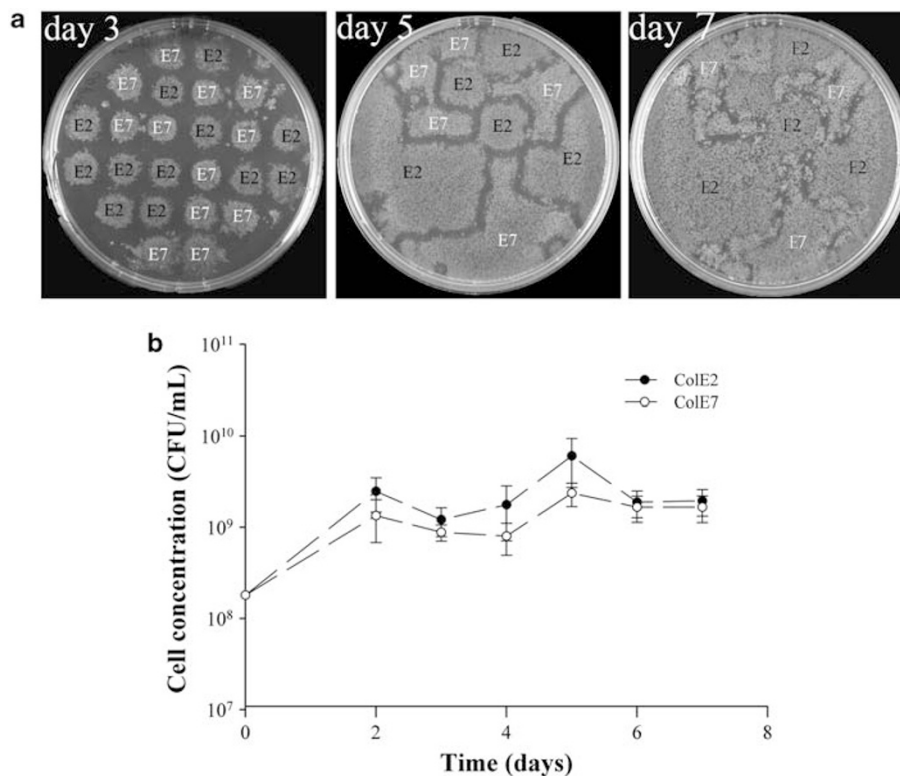 a
day 3
E7 E2
E7 E2 E7 E7
E2 E7 E7 E2 E7 E2
E2 E2 E2 E7 E2 E2
E2 E2 E7 E7
E7 E7
day 5
E7 E2
E7 E2 E7
E7 E2
E2 E2
E7
day 7
E2
E7
E7
E2
E2 E2
E7
b
Cell concentration (CFU/mL)
10¹¹
10¹⁰
10⁹
10⁸
10⁷
ColE2
ColE7
0 2 4 6 8
Time (days)